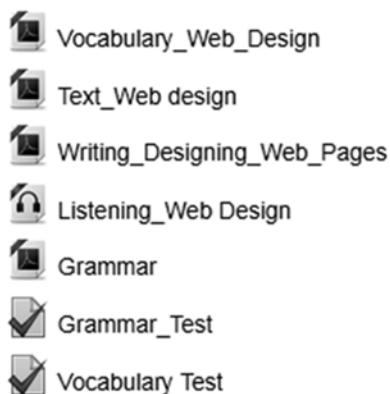 Vocabulary_Web_Design
Text_Web design
Writing_Designing_Web_Pages
Listening_Web Design
Grammar
Grammar_Test
Vocabulary Test